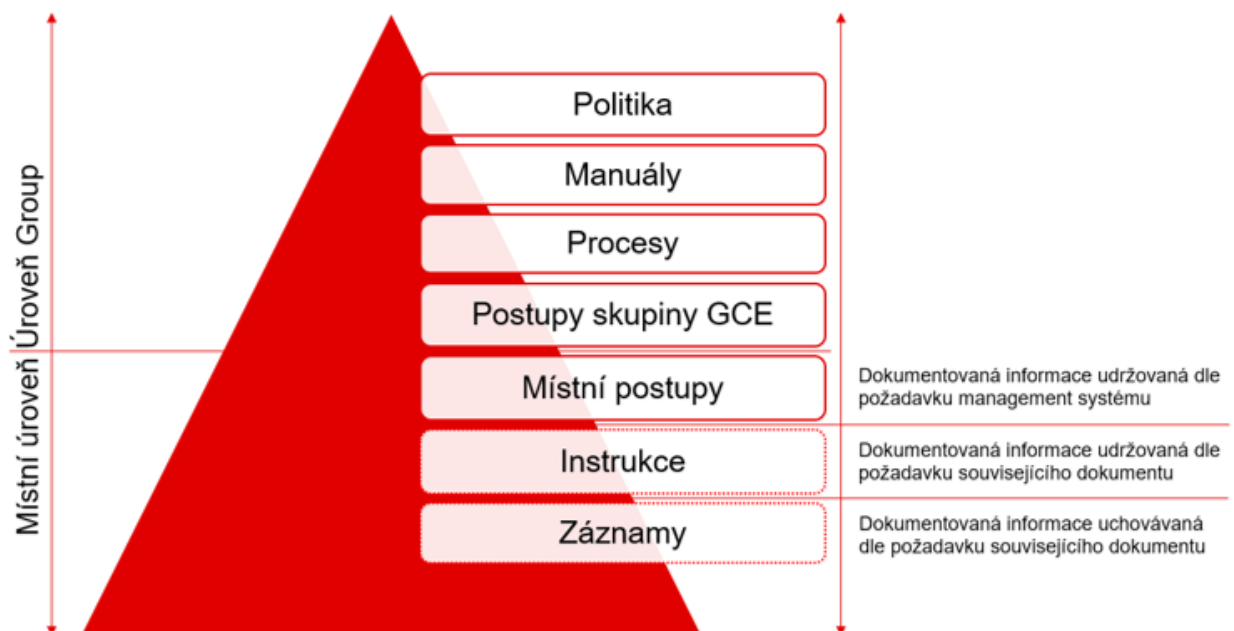 Politika
Manuály
Procesy
Postupy skupiny GCE
Místní postupy
Instrukce
Záznamy
Úroveň Group
Místní úroveň
Dokumentovaná informace udržovaná dle
požadavku management systému
Dokumentovaná informace udržovaná dle
požadavku souvisejícího dokumentu
Dokumentovaná informace uchovávaná
dle požadavku souvisejícího dokumentu